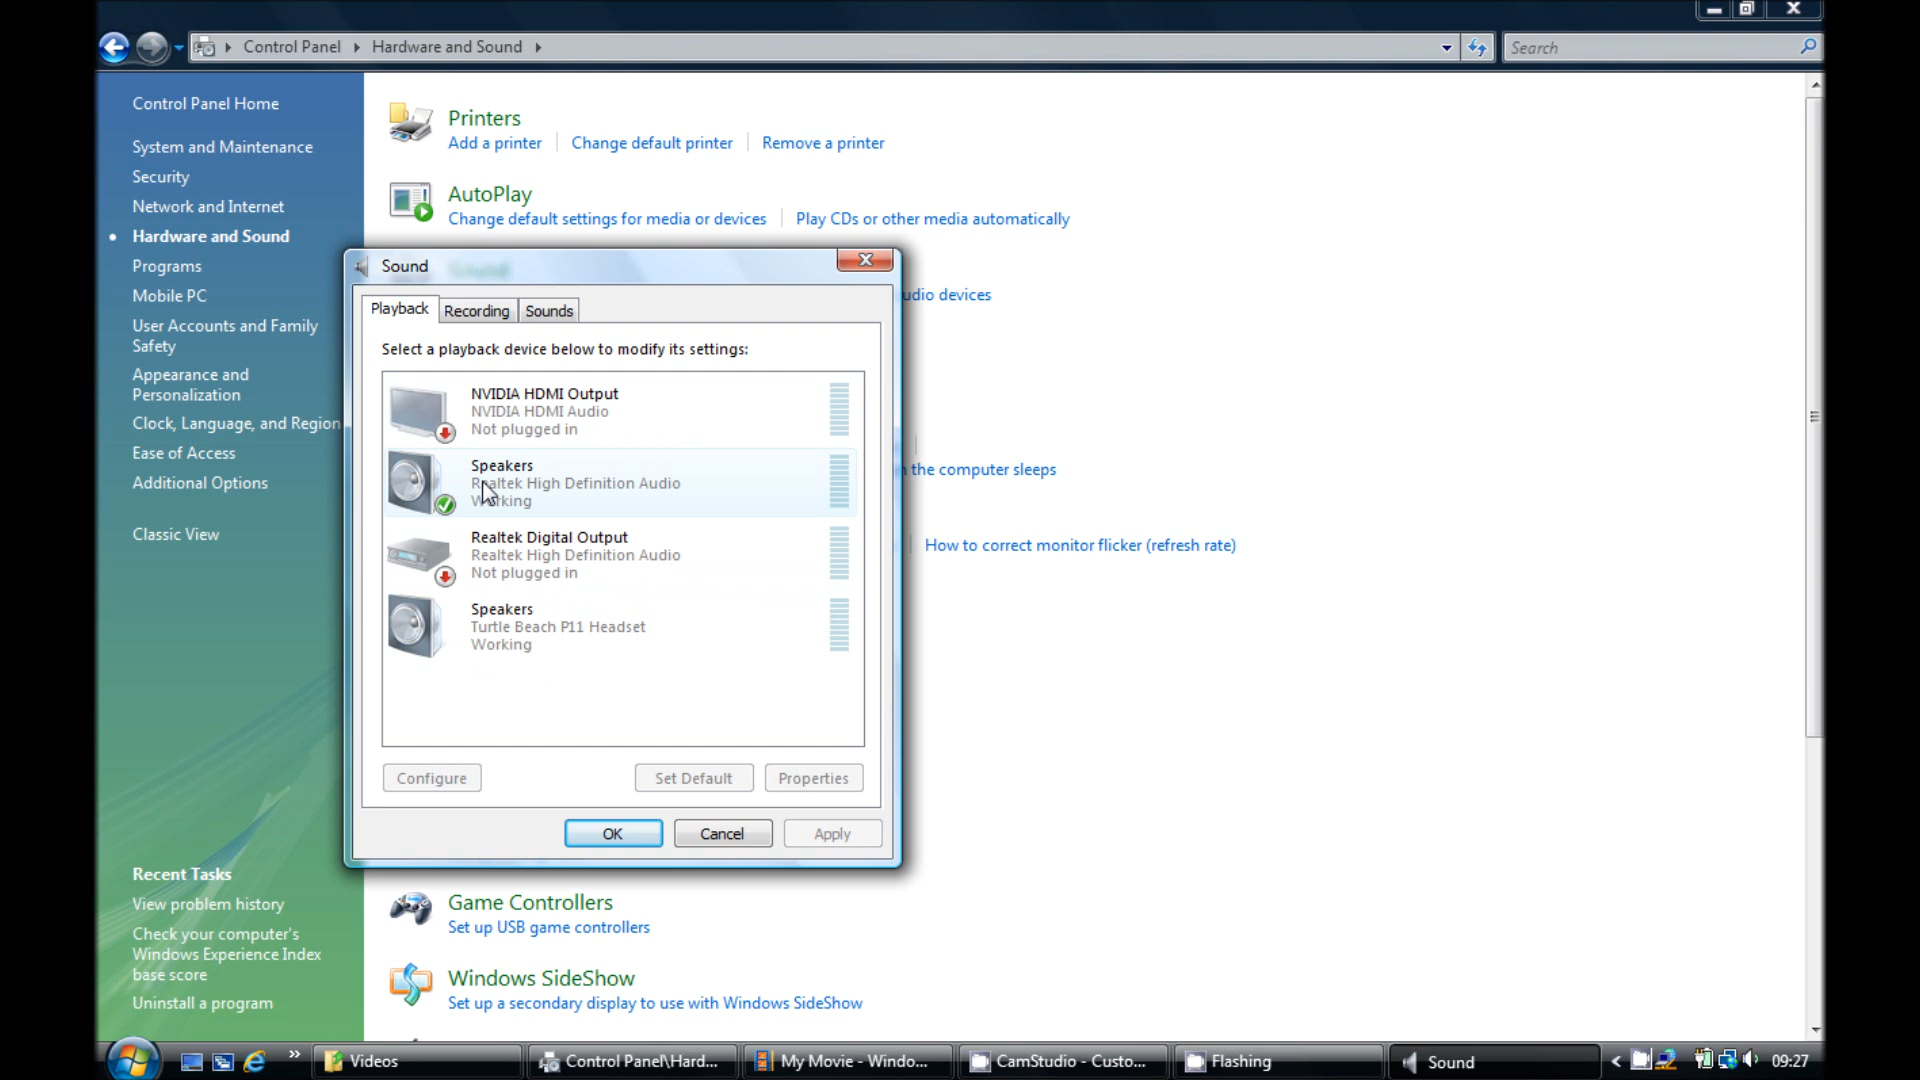 Control Panel
Hardware and Sound
Search
Control Panel Home
System and Maintenance
Security
Network and Internet
Hardware and Sound
Programs
Mobile PC
User Accounts and Family
Safety
Appearance and
Personalization
Clock, Language, and Region
Ease of Access
Additional Options
Classic View
Recent Tasks
View problem history
Check your computer's
Windows Experience Index
base score
Uninstall a program
Printers
Add a printer
Change default printer
Remove a printer
AutoPlay
Change default settings for media or devices
Play CDs or other media automatically
Sound
udio devices
the computer sleeps
How to correct monitor flicker (refresh rate)
Sound
Playback
Recording
Sounds
Select a playback device below to modify its settings:
NVIDIA HDMI Output
NVIDIA HDMI Audio
Not plugged in
Speakers
Realtek High Definition Audio
Working
Realtek Digital Output
Realtek High Definition Audio
Not plugged in
Speakers
Turtle Beach P11 Headset
Working
Configure
Set Default
Properties
OK
Cancel
Apply
Game Controllers
Set up USB game controllers
Windows SideShow
Set up a secondary display to use with Windows SideShow
Videos
Control Panel\Hard...
My Movie - Windo...
CamStudio - Custo...
Flashing
Sound
09:27